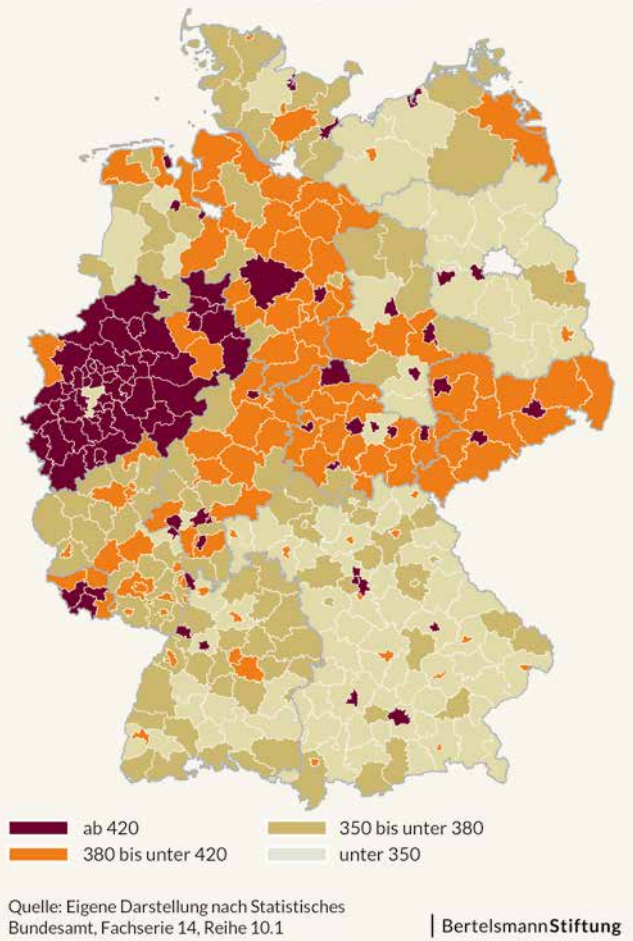 ab 420
350 bis unter 380
380 bis unter 420
unter 350
Quelle: Eigene Darstellung nach Statistisches
Bundesamt, Fachserie 14, Reihe 10.1
BertelsmannStiftung